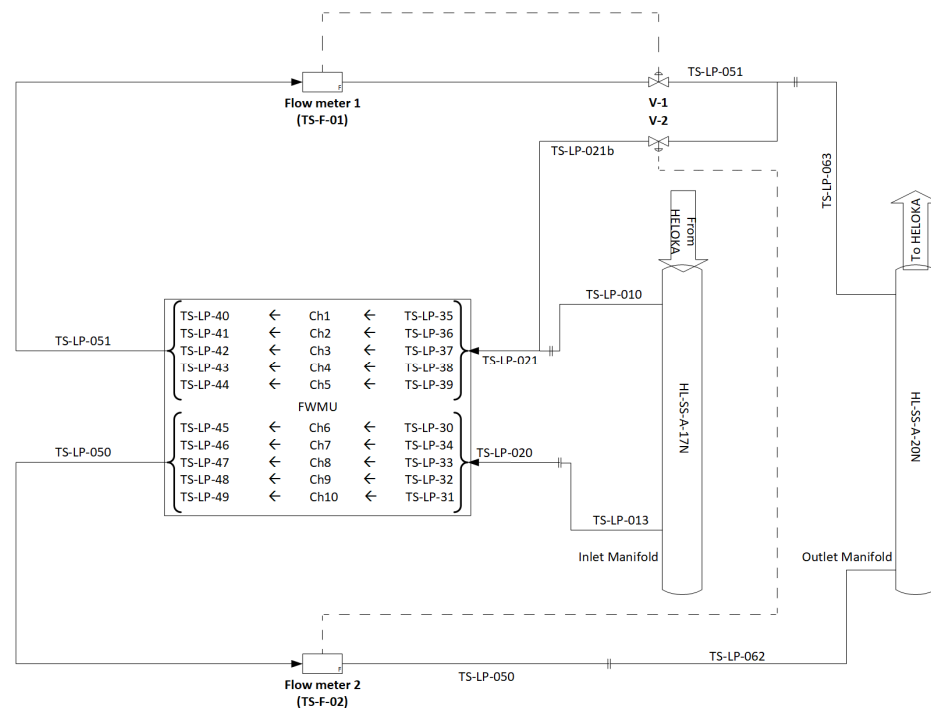 TS-LP-051
F
Flow meter 1
(TS-F-01)
V-1
V-2
TS-LP-021b
TS-LP-063
From
HELOKA
To HELOKA
TS-LP-010
TS-LP-40 ← Ch1 ← TS-LP-35
TS-LP-41 ← Ch2 ← TS-LP-36
TS-LP-42 ← Ch3 ← TS-LP-37
TS-LP-43 ← Ch4 ← TS-LP-38
TS-LP-44 ← Ch5 ← TS-LP-39
TS-LP-051
TS-LP-021
FWMU
HL-SS-A-17N
HL-SS-A-20N
TS-LP-45 ← Ch6 ← TS-LP-30
TS-LP-46 ← Ch7 ← TS-LP-34
TS-LP-47 ← Ch8 ← TS-LP-33
TS-LP-48 ← Ch9 ← TS-LP-32
TS-LP-49 ← Ch10 ← TS-LP-31
TS-LP-050
TS-LP-020
TS-LP-013
Inlet Manifold
Outlet Manifold
F
Flow meter 2
(TS-F-02)
TS-LP-050
TS-LP-062